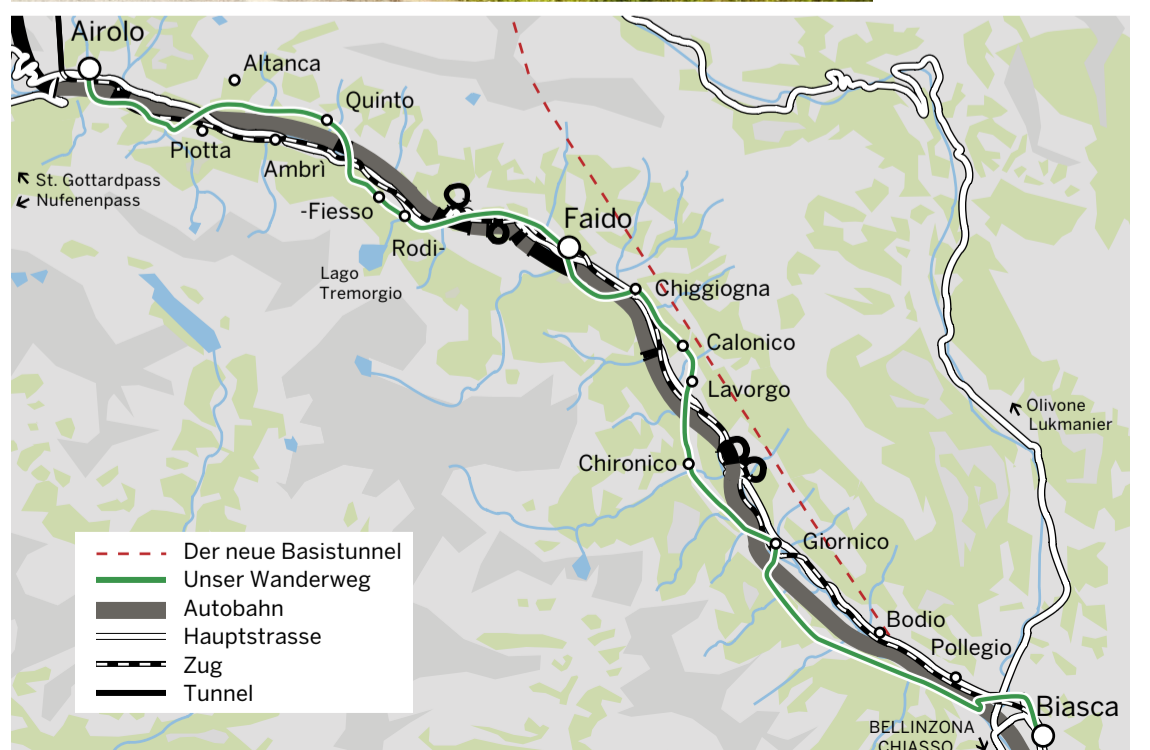 Airolo
Altanca
Quinto
Piotta
Ambrì
St. Gottardpass
Nufenenpass
-Fiesso
Rodi-
Faido
Lago
Tremorgio
Chiggiogna
Calonico
Lavorgo
Olivone
Lukmanier
Chironico
Giornico
Der neue Basistunnel
Unser Wanderweg
Autobahn
Hauptstrasse
Zug
Tunnel
Bodio
Pollegio
Biasca
BELLINZONA
CHIASSO